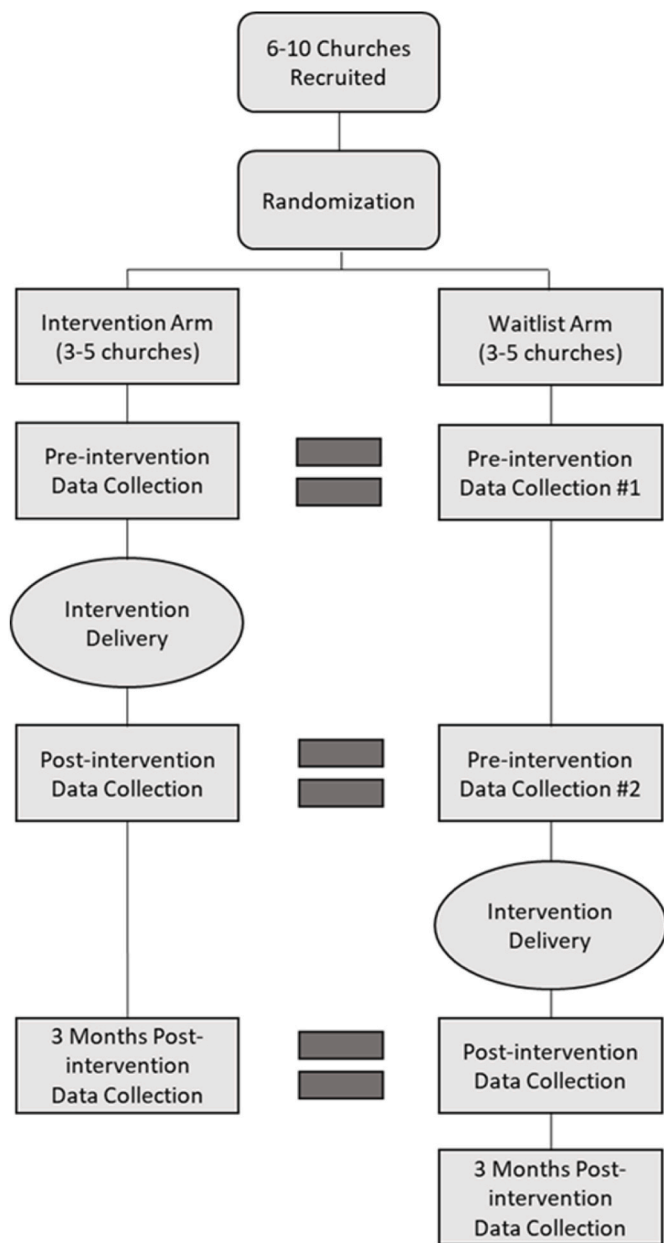 6-10 Churches
Recruited
Randomization
Intervention Arm
(3-5 churches)
Waitlist Arm
(3-5 churches)
Pre-intervention
Data Collection
Pre-intervention
Data Collection #1
Intervention
Delivery
Post-intervention
Data Collection
Pre-intervention
Data Collection #2
Intervention
Delivery
3 Months Post-
intervention
Data Collection
Post-intervention
Data Collection
3 Months Post-
intervention
Data Collection